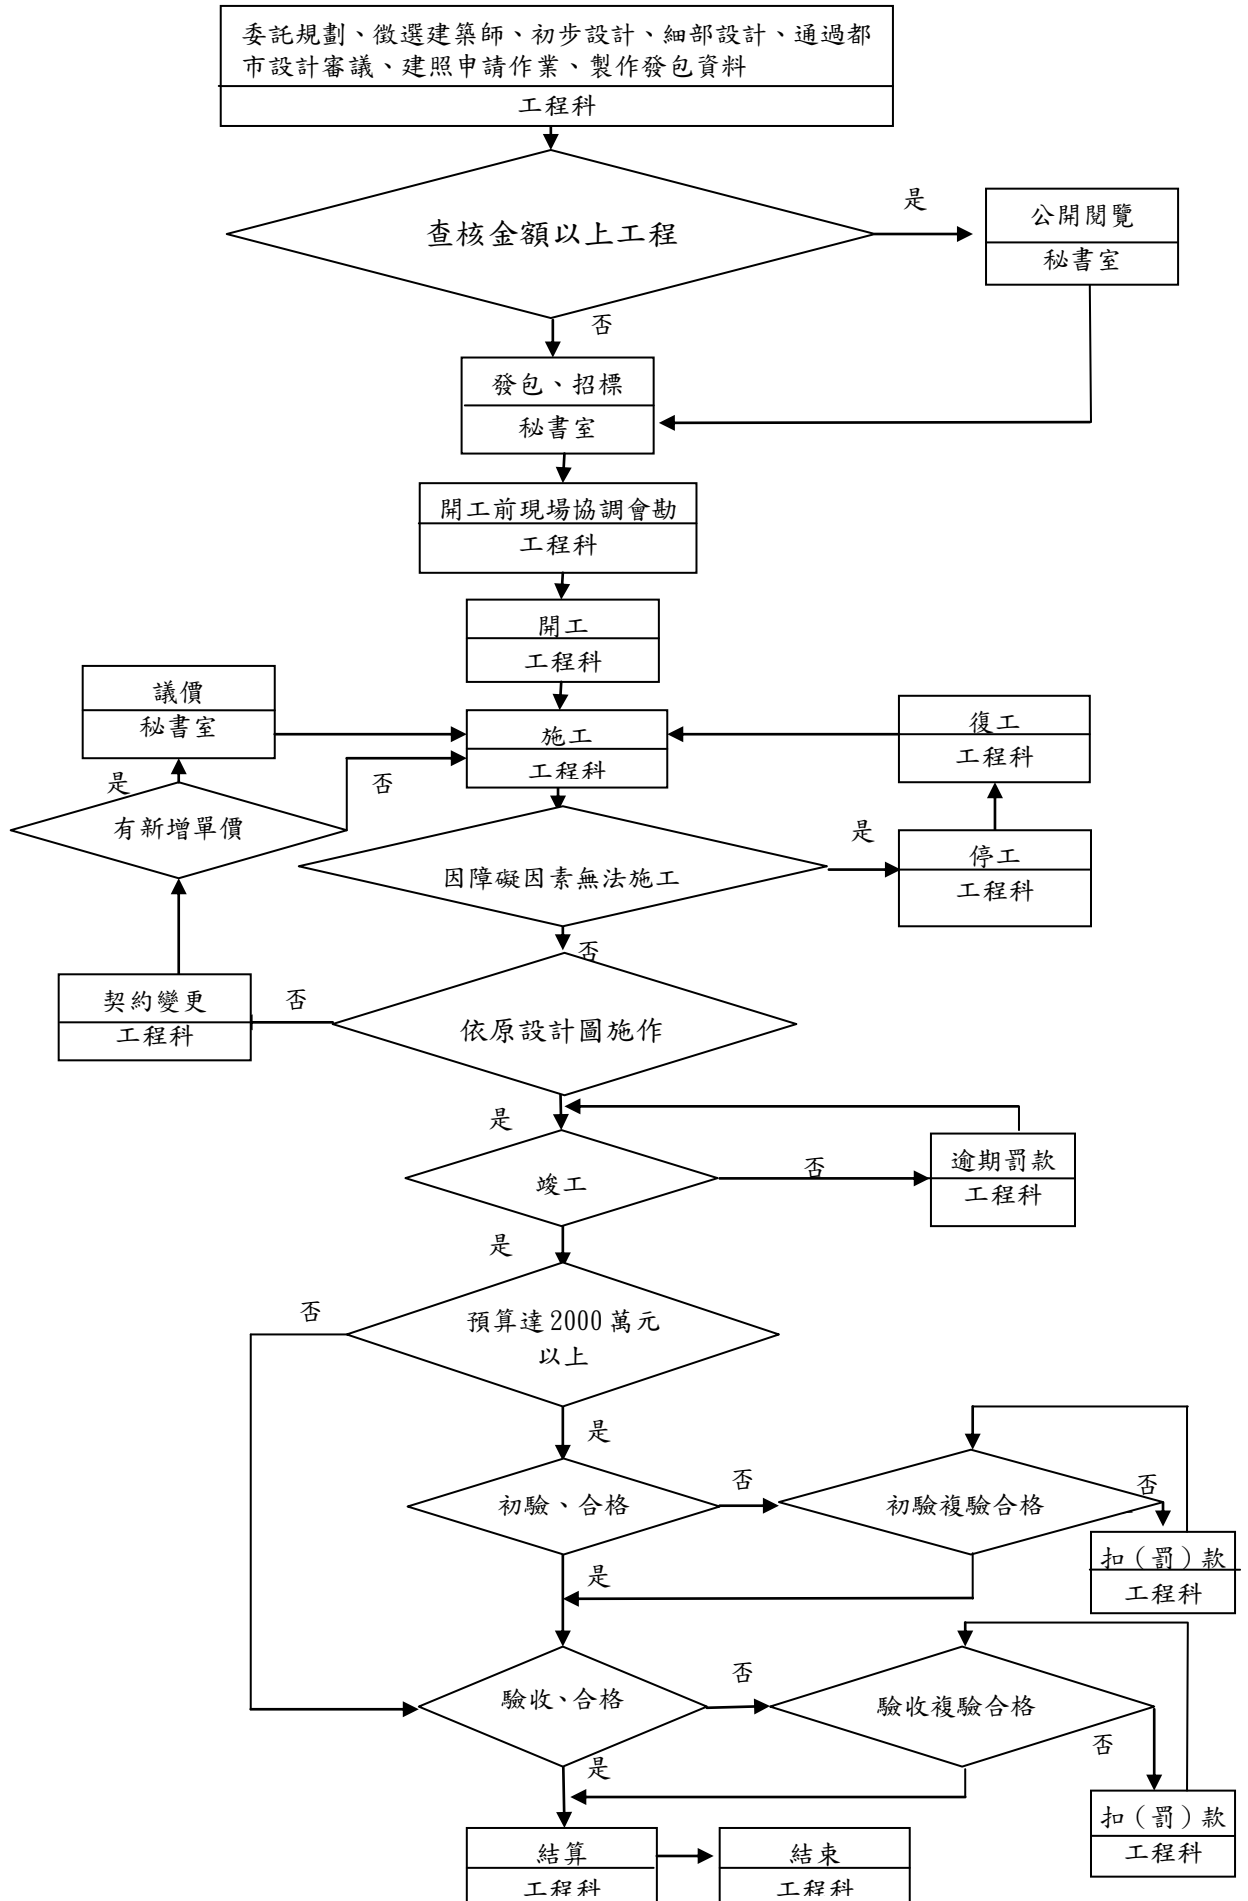 委託規劃、徵選建築師、初步設計、細部設計、通過都
市設計審議、建照申請作業、製作發包資料
工程科
查核金額以上工程
是
公開閱覽
秘書室
否
發包、招標
秘書室
開工前現場協調會勘
工程科
開工
工程科
議價
秘書室
施工
工程科
復工
工程科
是
否
有新增單價
因障礙因素無法施工
是
停工
工程科
否
契約變更
工程科
否
依原設計圖施作
是
竣工
否
逾期罰款
工程科
是
否
預算達2000萬元
以上
是
初驗、合格
否
初驗複驗合格
否
扣（罰）款
工程科
是
驗收、合格
否
驗收複驗合格
否
扣（罰）款
工程科
是
結算
工程科
結束
工程科